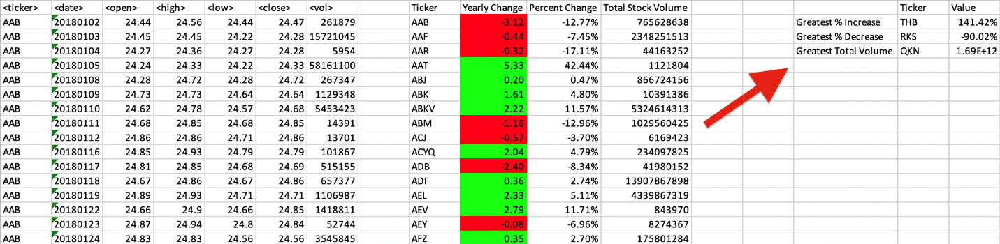 <ticker> <date> <open> <high> <low> <close> <vol> Ticker Yearly Change Percent Change Total Stock Volume Ticker Value
AAB 20180102 24.44 24.56 24.44 24.47 261879 AAB -3.12 -12.77% 765628638 Greatest % Increase THB 141.42%
AAB 20180103 24.45 24.45 24.22 24.28 15721045 AAF -0.44 -7.45% 2348251513 Greatest % Decrease RKS -90.02%
AAB 20180104 24.27 24.36 24.27 24.28 5954 AAR -0.32 -17.11% 44163252 Greatest Total Volume QKN 1.69E+12
AAB 20180105 24.24 24.33 24.22 24.33 58161100 AAT 5.33 42.44% 1121804
AAB 20180108 24.28 24.72 24.28 24.72 267347 ABJ 0.20 0.47% 866724156
AAB 20180109 24.73 24.73 24.64 24.64 1129348 ABK 1.61 4.80% 10391386
AAB 20180110 24.62 24.78 24.57 24.68 5453423 ABKV 2.22 11.57% 5324614313
AAB 20180111 24.68 24.85 24.68 24.85 14391 ABM -1.16 -12.96% 1029560425
AAB 20180112 24.86 24.86 24.71 24.86 13701 ACJ -0.57 -3.70% 6169423
AAB 20180116 24.85 24.93 24.79 24.79 101867 ACYQ 2.04 4.79% 234097825
AAB 20180117 24.81 24.85 24.68 24.69 515155 ADB -2.40 -8.34% 41980152
AAB 20180118 24.67 24.86 24.67 24.86 657377 ADF 0.36 2.74% 13907867898
AAB 20180119 24.89 24.93 24.71 24.71 1106987 AEL 2.33 5.11% 4339867319
AAB 20180122 24.66 24.9 24.66 24.85 1418811 AEV 2.79 11.71% 843970
AAB 20180123 24.87 24.94 24.8 24.84 52744 AEY -0.08 -6.96% 8274367
AAB 20180124 24.83 24.83 24.56 24.56 3545845 AFZ 0.35 2.70% 175801284